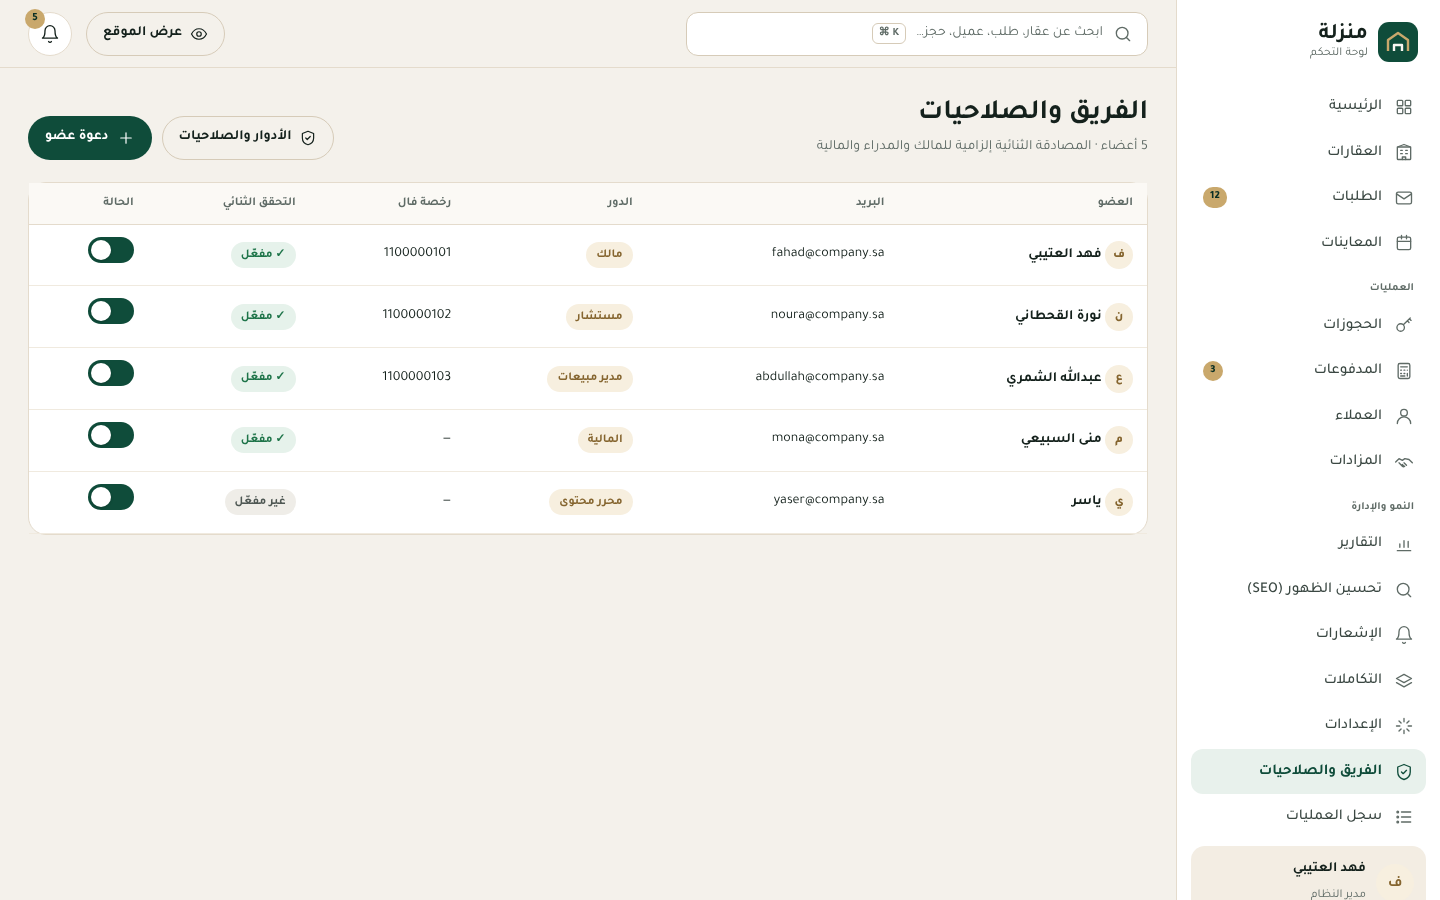 منزلة
لوحة التحكم
الرئيسية
العقارات
الطلبات 12
المعاينات
العمليات
الحجوزات
المدفوعات 3
العملاء
المزادات
النمو والإدارة
التقارير
تحسين الظهور (SEO)
الإشعارات
التكاملات
الإعدادات
الفريق والصلاحيات
سجل العمليات
ف فهد العتيبي
مدير النظام
ابحث عن عقار، طلب، عميل، حجز… ⌘ K
عرض الموقع
5
الفريق والصلاحيات
5 أعضاء · المصادقة الثنائية إلزامية للمالك والمدراء والمالية
الأدوار والصلاحيات
دعوة عضو
العضو البريد الدور رخصة فال التحقق الثنائي الحالة
ف فهد العتيبي fahad@company.sa مالك 1100000101 ✓ مفعّل
ن نورة القحطاني noura@company.sa مستشار 1100000102 ✓ مفعّل
ع عبدالله الشمري abdullah@company.sa مدير مبيعات 1100000103 ✓ مفعّل
م منى السبيعي mona@company.sa المالية — ✓ مفعّل
ي ياسر yaser@company.sa محرر محتوى — غير مفعّل